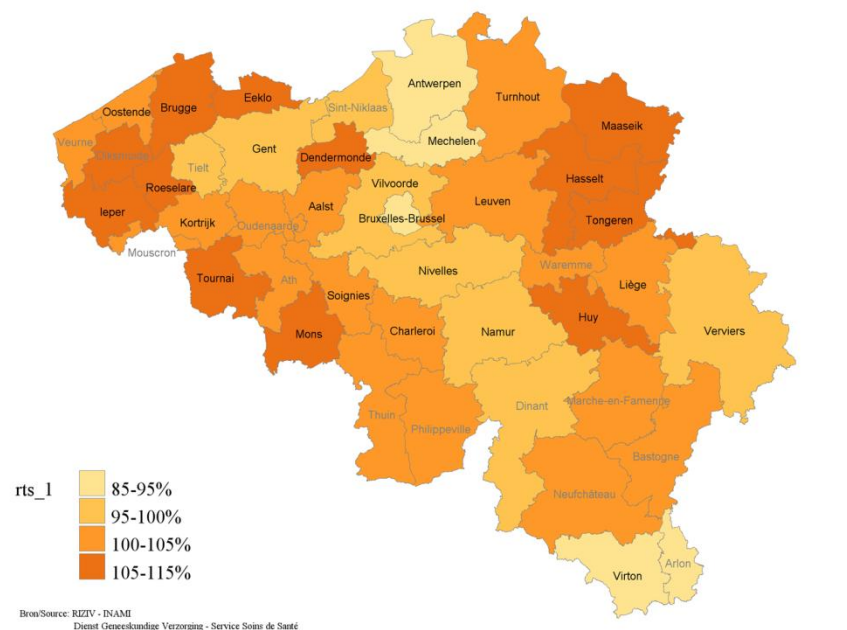 Antwerpen
Turnhout
Eeklo
Brugge
Oostende
Sint-Niklaas
Maaseik
Veurne
Mechelen
Gent
Diksmuide
Dendermonde
Tielt
Hasselt
Vilvoorde
Roeselare
Leuven
Aalst
Ieper
Bruxelles-Brussel
Tongeren
Kortrijk
Oudenaarde
Mouscron
Waremme
Nivelles
Tournai
Ath
Liège
Soignies
Huy
Charleroi
Namur
Verviers
Mons
Marche-en-Famenne
Dinant
Thuin
Philippeville
Bastogne
Neufchâteau
Arlon
Virton
rts_1
85-95%
95-100%
100-105%
105-115%
Bron/Source: RIZIV - INAMI
Dienst Geneeskundige Verzorging - Service Soins de Santé